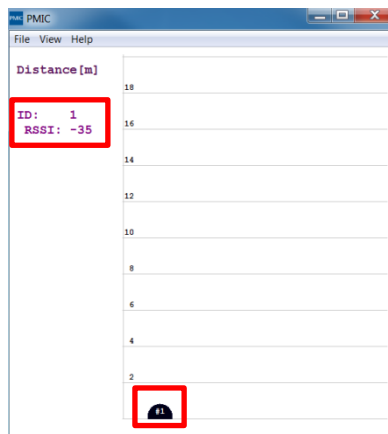 PMIC PMIC
File View Help
Distance[m]
ID: 1
RSSI: -35
18
16
14
12
10
8
6
4
2
#1